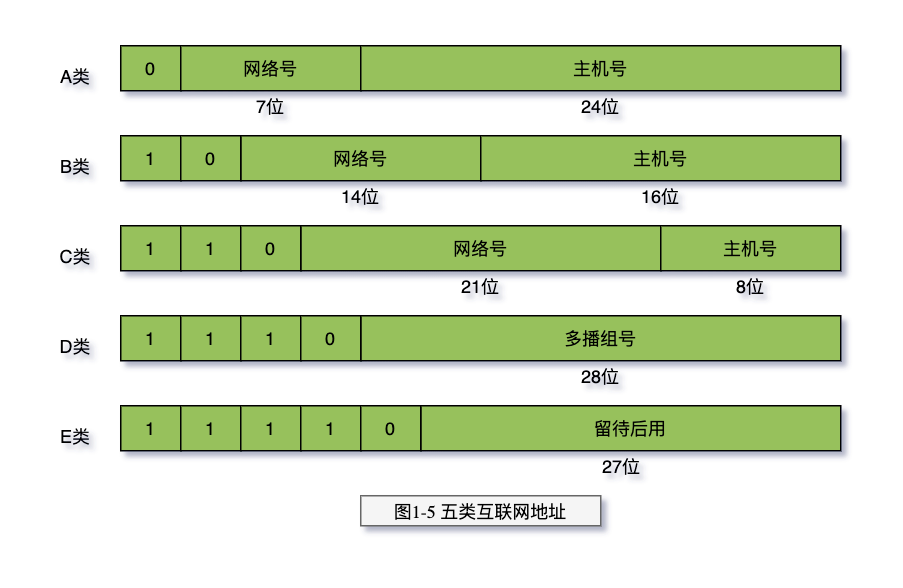 A类 0 网络号 主机号
7位 24位
B类 1 0 网络号 主机号
14位 16位
C类 1 1 0 网络号 主机号
21位 8位
D类 1 1 1 0 多播组号
28位
E类 1 1 1 1 0 留待后用
27位
图1-5 五类互联网地址